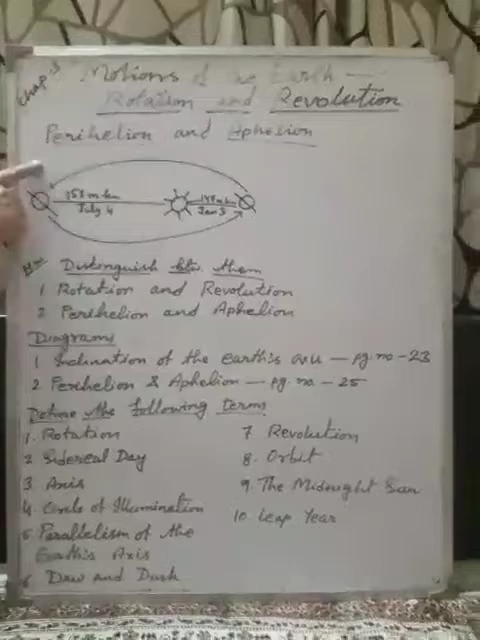 Chap-3 Motions of the Earth —
Rotation and Revolution
Perihelion and Aphelion
152 m km
July 4
147 m km
Jan 3
Distinguish btw. them
1 Rotation and Revolution
2 Perihelion and Aphelion
Diagrams
1 Inclination of the earth's axis — pg. no - 23
2 Perihelion & Aphelion — pg. no. - 25
Define the following terms
1. Rotation
2 Sidereal Day
3 Axis
4 Circle of Illumination
5 Parallelism of the
Earth's Axis
6 Dawn and Dusk
7 Revolution
8. Orbit
9. The Midnight Sun
10. Leap Year